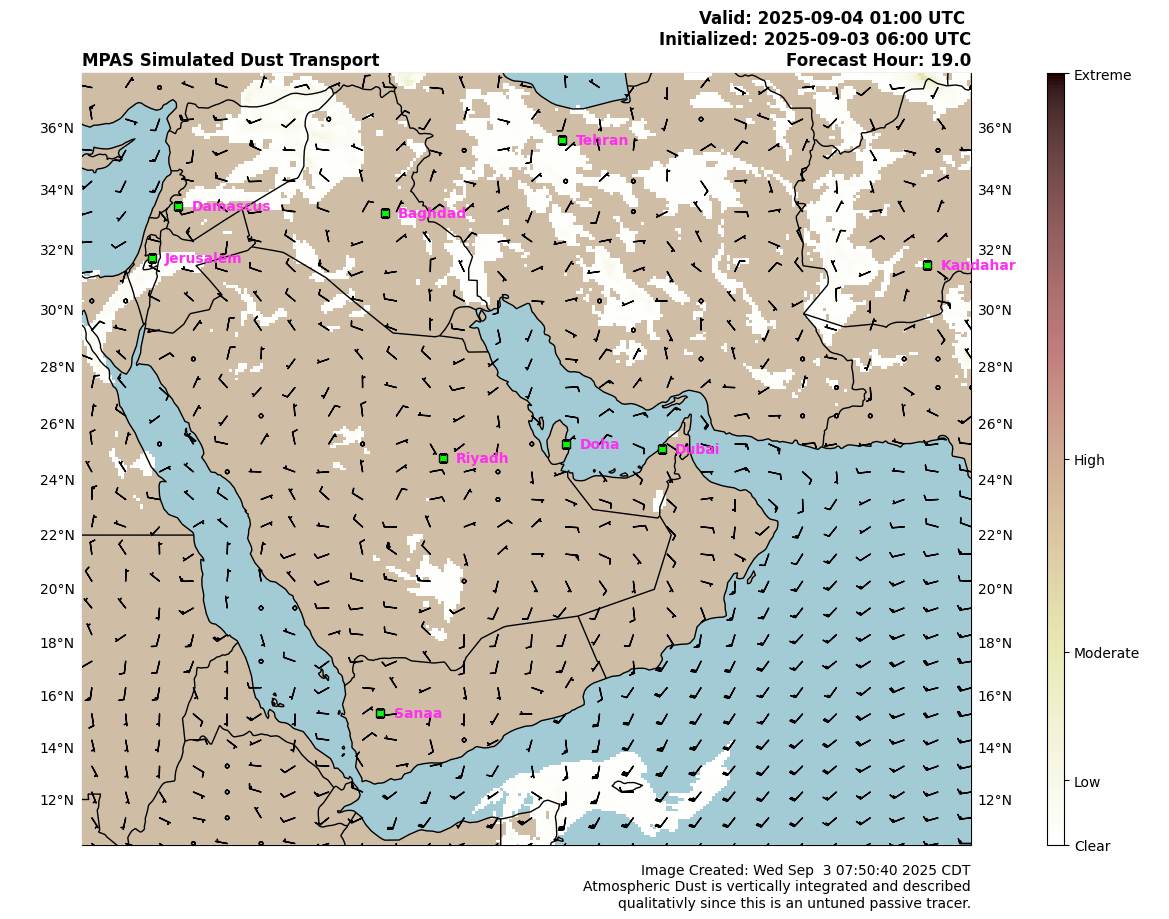 Valid: 2025-09-04 01:00 UTC
Initialized: 2025-09-03 06:00 UTC
MPAS Simulated Dust Transport
Forecast Hour: 19.0
Extreme
36°N
36°N
Tehran
34°N
34°N
Damascus
Baghdad
32°N
32°N
Jerusalem
Kandahar
30°N
30°N
28°N
28°N
26°N
26°N
Doha
Dubai
Riyadh
High
24°N
24°N
22°N
22°N
20°N
20°N
18°N
18°N
Moderate
16°N
16°N
Sanaa
14°N
14°N
Low
12°N
12°N
Clear
Image Created: Wed Sep  3 07:50:40 2025 CDT
Atmospheric Dust is vertically integrated and described
qualitativly since this is an untuned passive tracer.